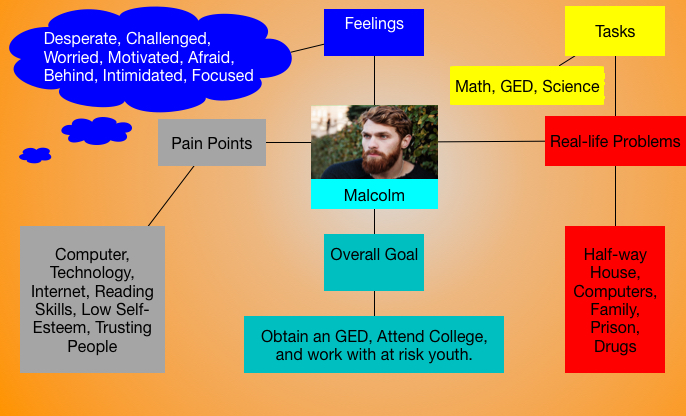 Feelings
Desperate, Challenged,
Worried, Motivated, Afraid,
Behind, Intimidated, Focused
Tasks
Math, GED, Science
Pain Points
Real-life Problems
Malcolm
Overall Goal
Computer,
Technology,
Internet, Reading
Skills, Low Self-
Esteem, Trusting
People
Obtain an GED, Attend College,
and work with at risk youth.
Half-way
House,
Computers,
Family,
Prison,
Drugs